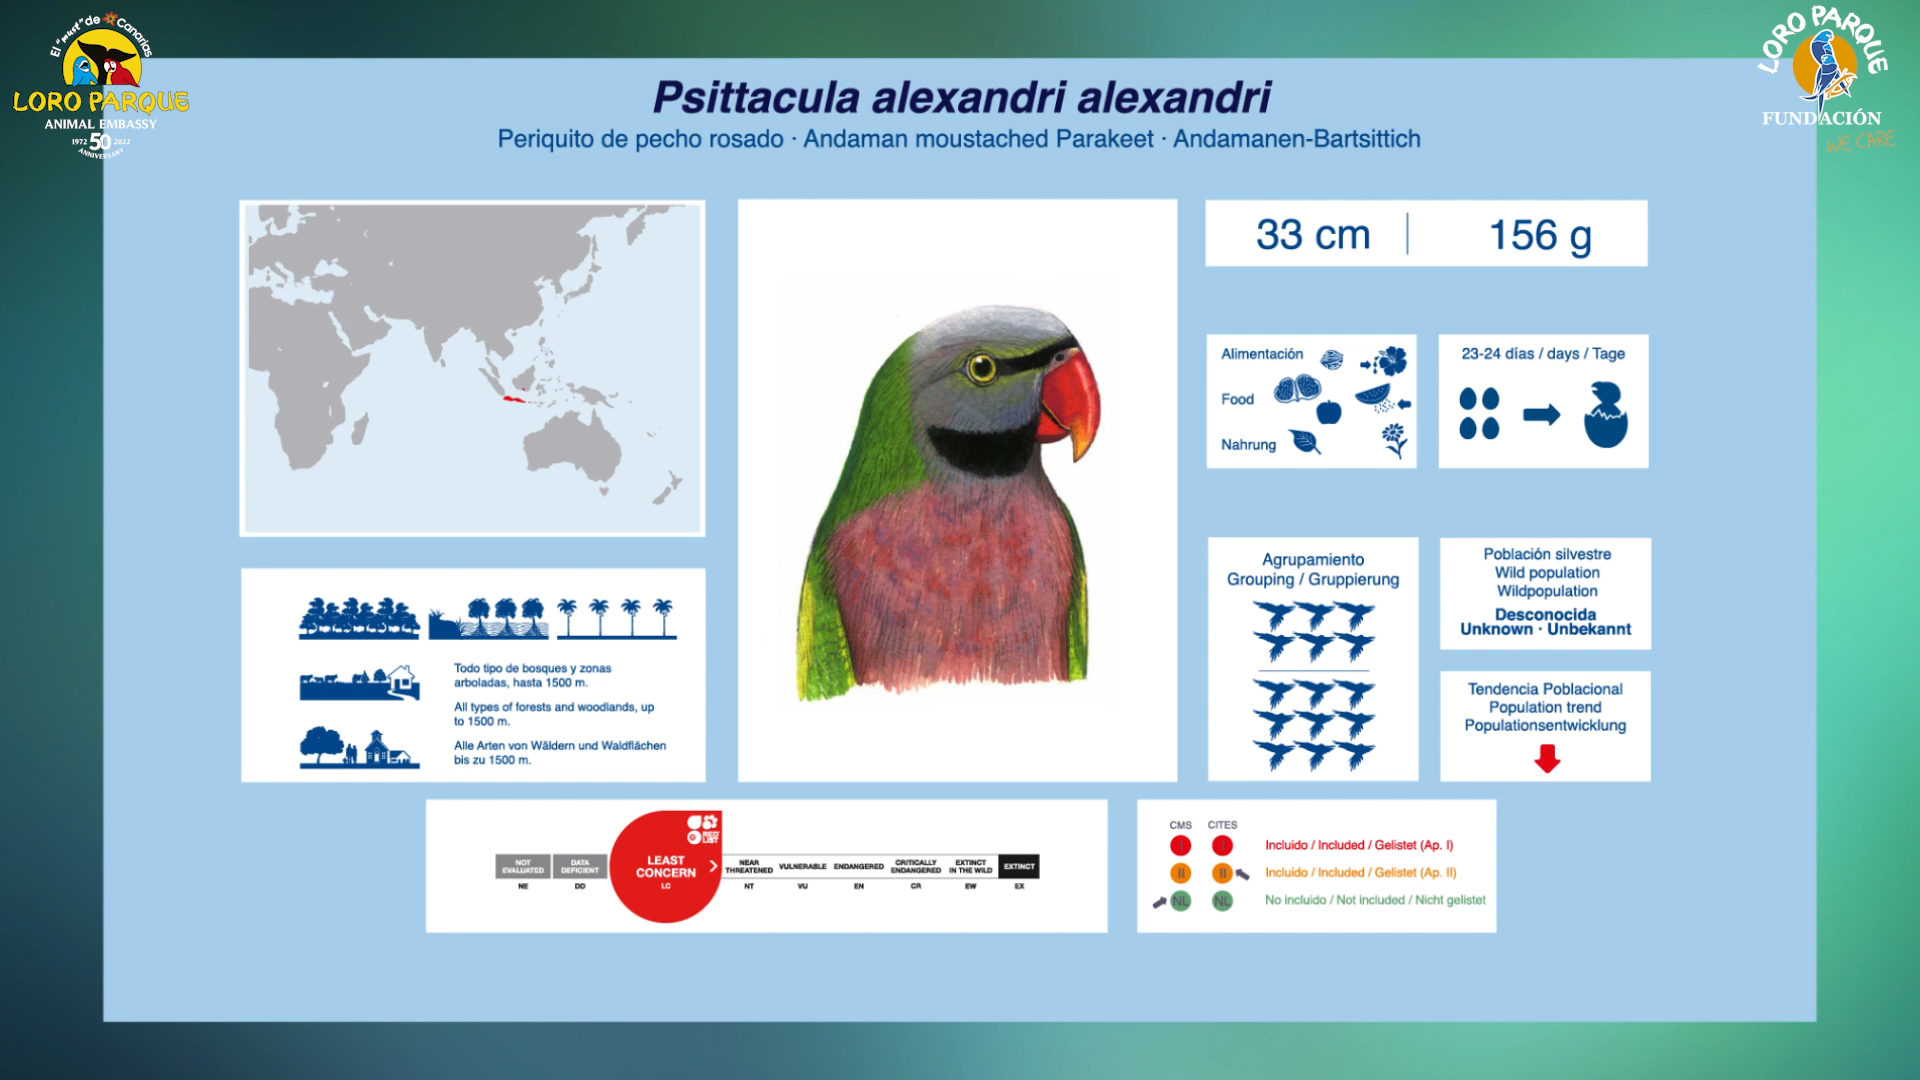 El "must" de Canarias
LORO PARQUE
ANIMAL EMBASSY
1972 50 2022
ANNIVERSARY
LORO PARQUE
FUNDACIÓN
WE CARE
Psittacula alexandri alexandri
Periquito de pecho rosado · Andaman moustached Parakeet · Andamanen-Bartsittich
33 cm
156 g
Alimentación
Food
Nahrung
23-24 días / days / Tage
Agrupamiento
Grouping / Gruppierung
Población silvestre
Wild population
Wildpopulation
Desconocida
Unknown · Unbekannt
Tendencia Poblacional
Population trend
Populationsentwicklung
Todo tipo de bosques y zonas
arboladas, hasta 1500 m.
All types of forests and woodlands, up
to 1500 m.
Alle Arten von Wäldern und Waldflächen
bis zu 1500 m.
RED
LIST
NOT
EVALUATED
NE
DATA
DEFICIENT
DD
LEAST
CONCERN
LC
NEAR
THREATENED
NT
VULNERABLE
VU
ENDANGERED
EN
CRITICALLY
ENDANGERED
CR
EXTINCT
IN THE WILD
EW
EXTINCT
EX
CMS CITES
I I Incluido / Included / Gelistet (Ap. I)
II II Incluido / Included / Gelistet (Ap. II)
NL NL No incluido / Not included / Nicht gelistet